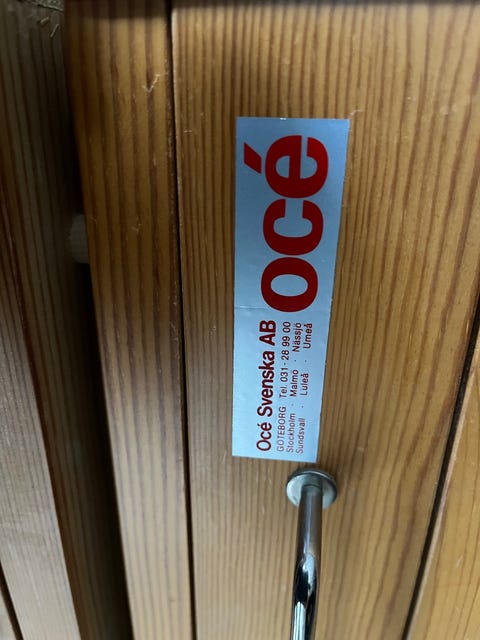 océ
Océ Svenska AB
GÖTEBORG Tel. 031-28 99 00
Stockholm · Malmö · Nässjö
Sundsvall · Luleå · Umeå